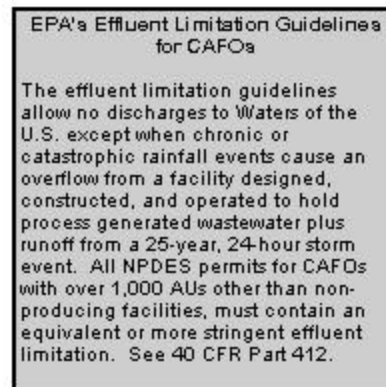 EPA's Effluent Limitation Guidelines
for CAFOs
The effluent limitation guidelines
allow no discharges to Waters of the
U.S. except when chronic or
catastrophic rainfall events cause an
overflow from a facility designed,
constructed, and operated to hold
process generated wastewater plus
runoff from a 25-year, 24-hour storm
event. All NPDES permits for CAFOs
with over 1,000 AUs other than non-
producing facilities, must contain an
equivalent or more stringent effluent
limitation. See 40 CFR Part 412.